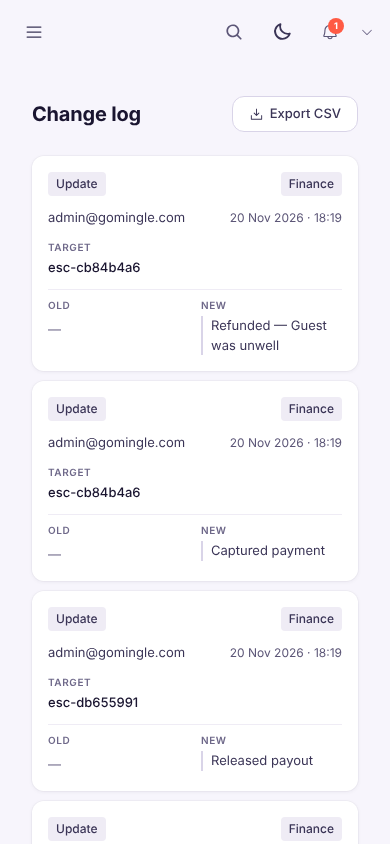 1
Change log
Export CSV
Update
Finance
admin@gomingle.com
20 Nov 2026 · 18:19
TARGET
esc-cb84b4a6
OLD
NEW
—
Refunded — Guest
was unwell
Update
Finance
admin@gomingle.com
20 Nov 2026 · 18:19
TARGET
esc-cb84b4a6
OLD
NEW
—
Captured payment
Update
Finance
admin@gomingle.com
20 Nov 2026 · 18:19
TARGET
esc-db655991
OLD
NEW
—
Released payout
Update
Finance